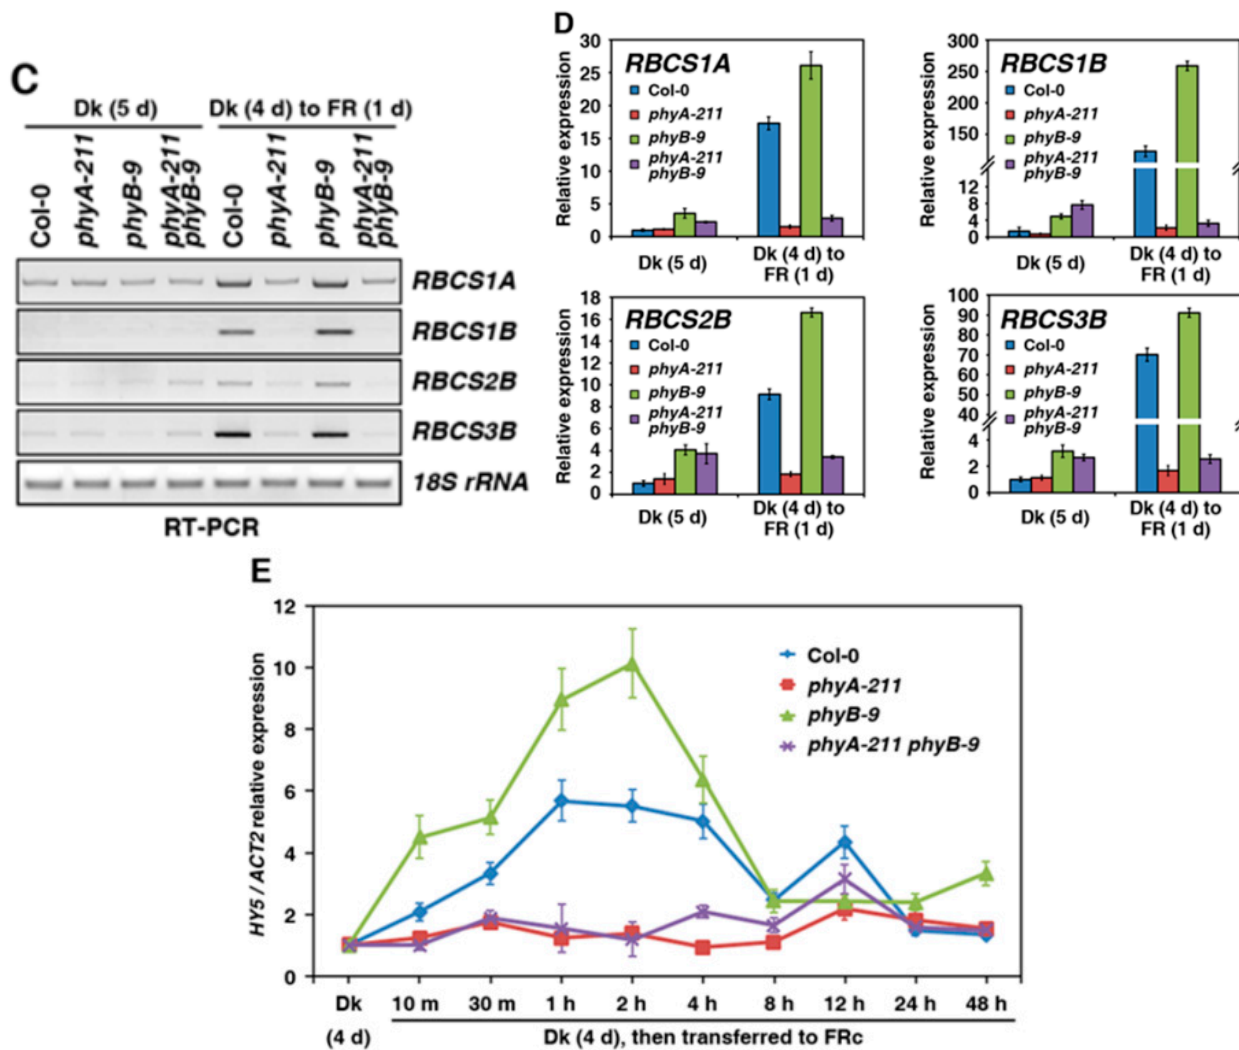 C
Dk (5 d) Dk (4 d) to FR (1 d)
Col-0
phyA-211
phyB-9
phyA-211
phyB-9
Col-0
phyA-211
phyB-9
phyA-211
phyB-9
RBCS1A
RBCS1B
RBCS2B
RBCS3B
18S rRNA
RT-PCR
D
Relative expression
30
25
20
15
10
5
0
RBCS1A
Col-0
phyA-211
phyB-9
phyA-211
phyB-9
Dk (5 d)
Dk (4 d) to
FR (1 d)
Relative expression
300
250
200
150
12
8
4
0
RBCS1B
Col-0
phyA-211
phyB-9
phyA-211
phyB-9
Dk (5 d)
Dk (4 d) to
FR (1 d)
Relative expression
18
16
14
12
10
8
6
4
2
0
RBCS2B
Col-0
phyA-211
phyB-9
phyA-211
phyB-9
Dk (5 d)
Dk (4 d) to
FR (1 d)
Relative expression
100
90
80
70
60
50
40
4
2
0
RBCS3B
Col-0
phyA-211
phyB-9
phyA-211
phyB-9
Dk (5 d)
Dk (4 d) to
FR (1 d)
E
HY5 / ACT2 relative expression
12
10
8
6
4
2
0
Col-0
phyA-211
phyB-9
phyA-211 phyB-9
Dk 10 m 30 m 1 h 2 h 4 h 8 h 12 h 24 h 48 h
(4 d) Dk (4 d), then transferred to FRc